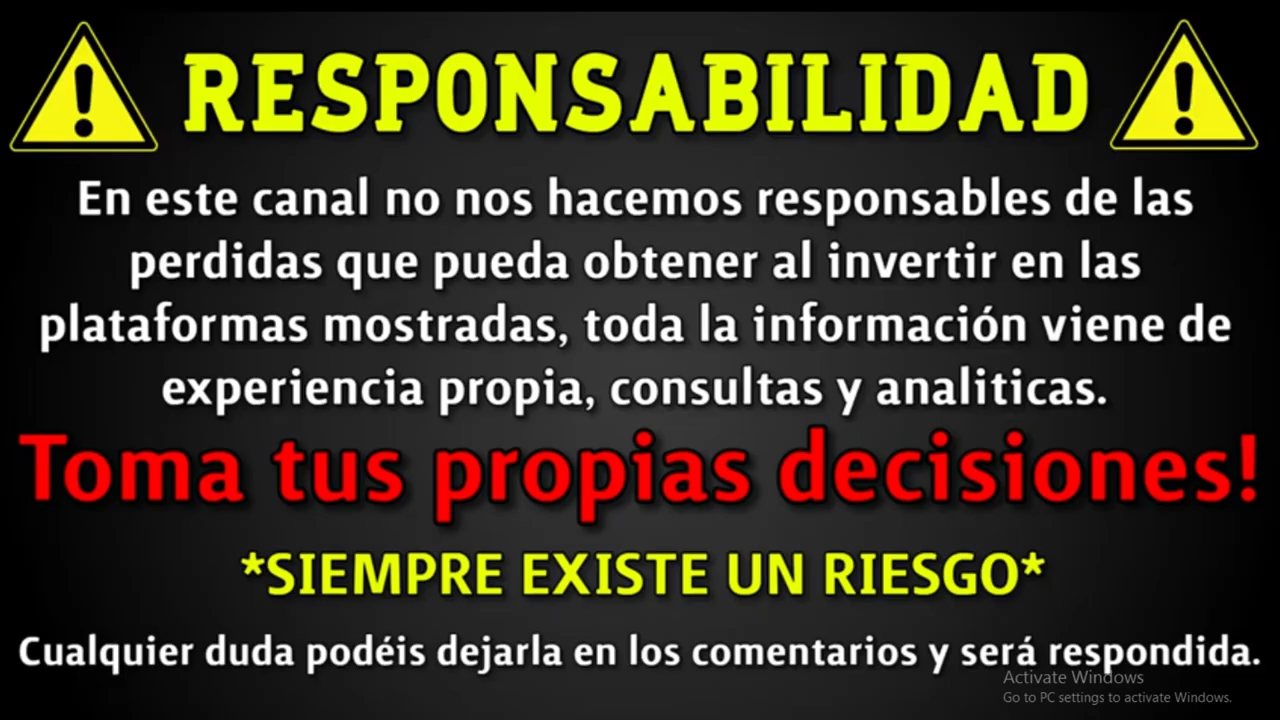 RESPONSABILIDAD
En este canal no nos hacemos responsables de las
perdidas que pueda obtener al invertir en las
plataformas mostradas, toda la información viene de
experiencia propia, consultas y analiticas.
Toma tus propias decisiones!
*SIEMPRE EXISTE UN RIESGO*
Cualquier duda podéis dejarla en los comentarios y será respondida.
Activate Windows
Go to PC settings to activate Windows.